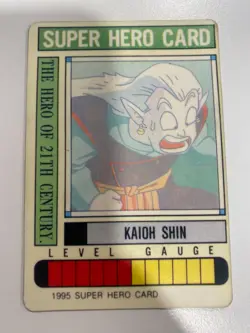 SUPER HERO CARD
THE HERO OF 21TH CENTURY.
KAIOH SHIN
LEVEL GAUGE
1995 SUPER HERO CARD